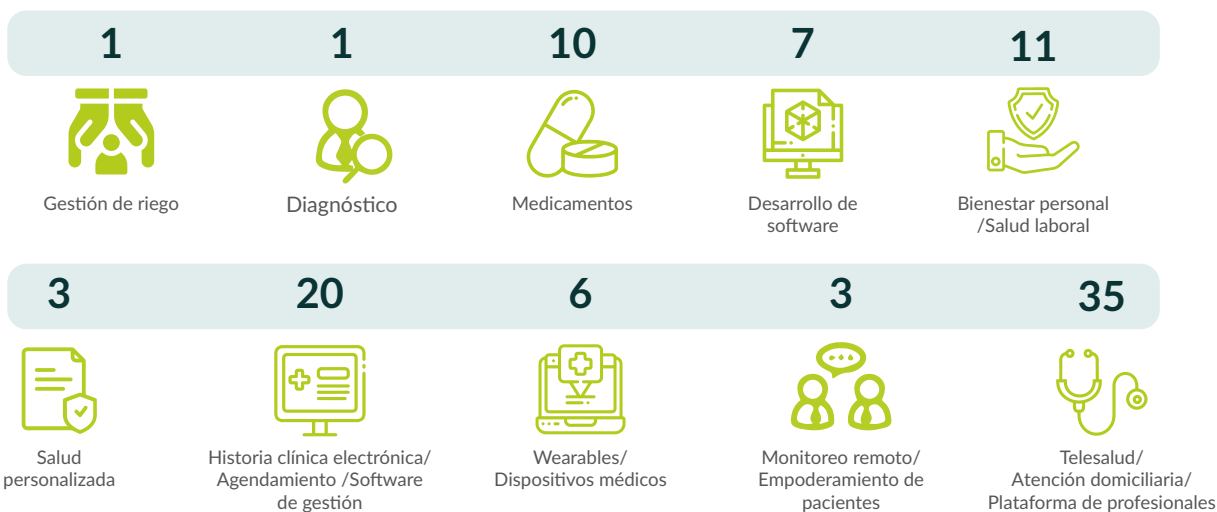 1 1 10 7 11
Gestión de riego Diagnóstico Medicamentos Desarrollo de Bienestar personal
software /Salud laboral
3 20 6 3 35
Salud Historia clínica electrónica/ Wearables/ Monitoreo remoto/ Telesalud/
personalizada Agendamiento /Software Dispositivos médicos Empoderamiento de Atención domiciliaria/
de gestión pacientes Plataforma de profesionales